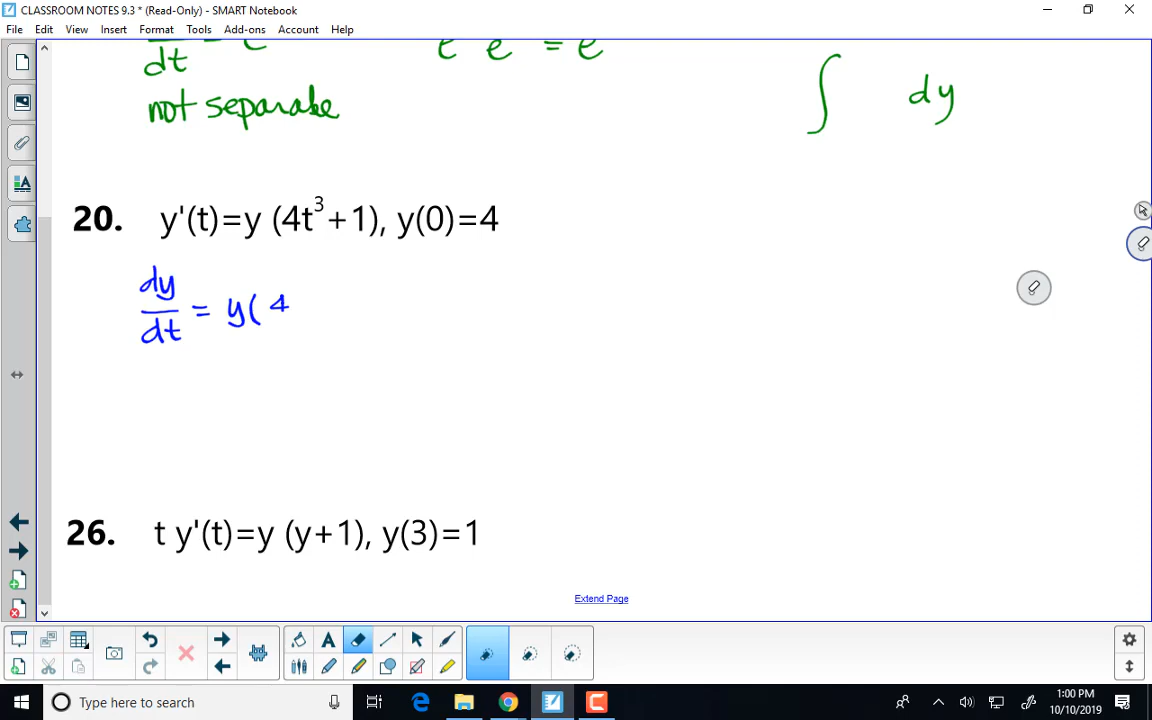 CLASSROOM NOTES 9.3 * (Read-Only) - SMART Notebook
File Edit View Insert Format Tools Add-ons Account Help
dt
not separabe
∫ dy
20. y'(t)=y (4t³+1), y(0)=4
dy/dt = y( 4
26. t y'(t)=y (y+1), y(3)=1
Extend Page
Type here to search
1:00 PM
10/10/2019